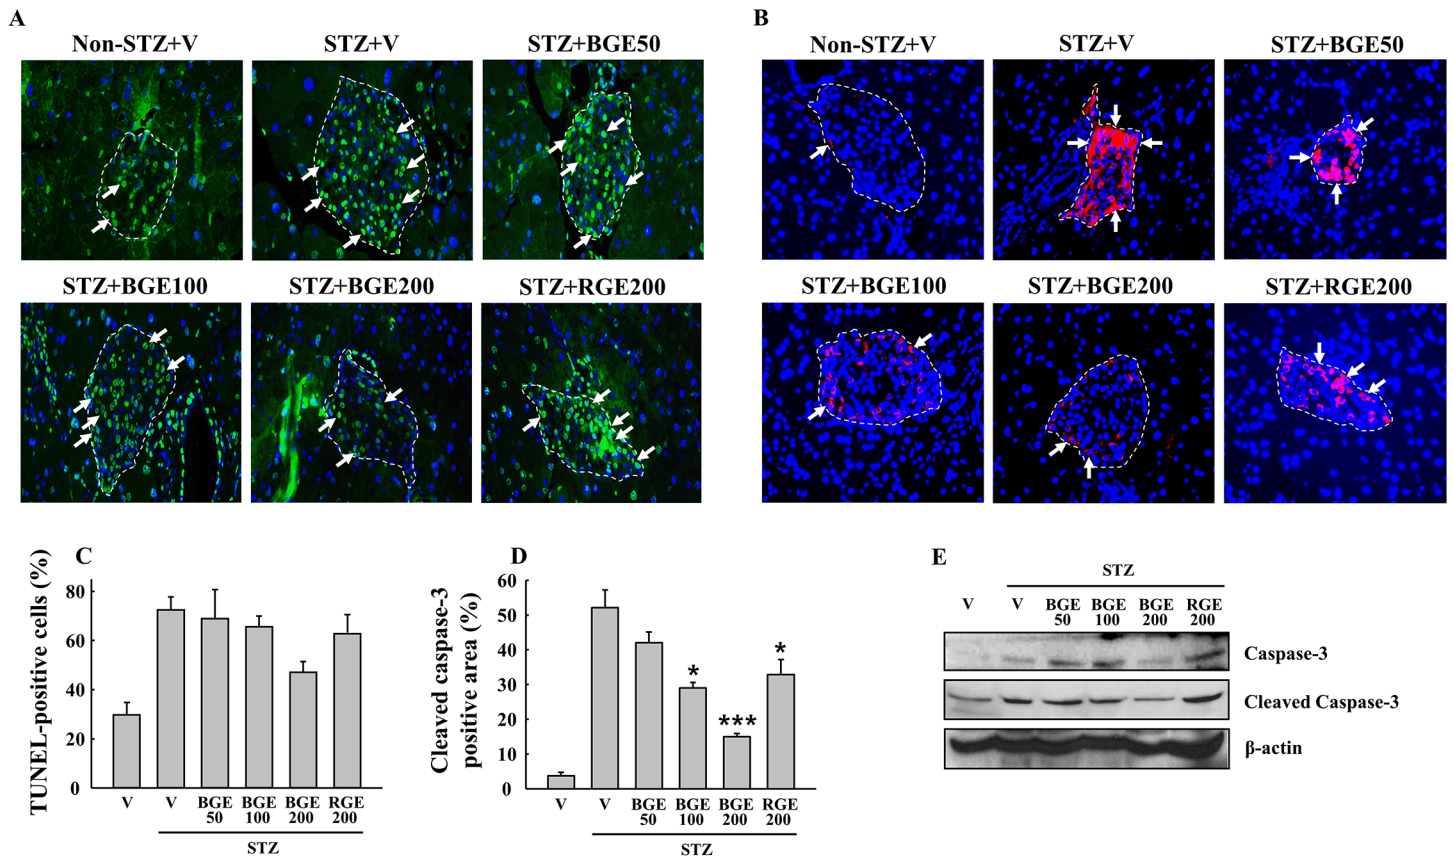 A
Non-STZ+V
STZ+V
STZ+BGE50
STZ+BGE100
STZ+BGE200
STZ+RGE200
B
Non-STZ+V
STZ+V
STZ+BGE50
STZ+BGE100
STZ+BGE200
STZ+RGE200
C
TUNEL-positive cells (%)
80
60
40
20
0
V
V
BGE
50
BGE
100
BGE
200
RGE
200
STZ
D
Cleaved caspase-3
positive area (%)
60
50
40
30
20
10
0
*
***
*
V
V
BGE
50
BGE
100
BGE
200
RGE
200
STZ
E
STZ
V
V
BGE
50
BGE
100
BGE
200
RGE
200
Caspase-3
Cleaved Caspase-3
β-actin